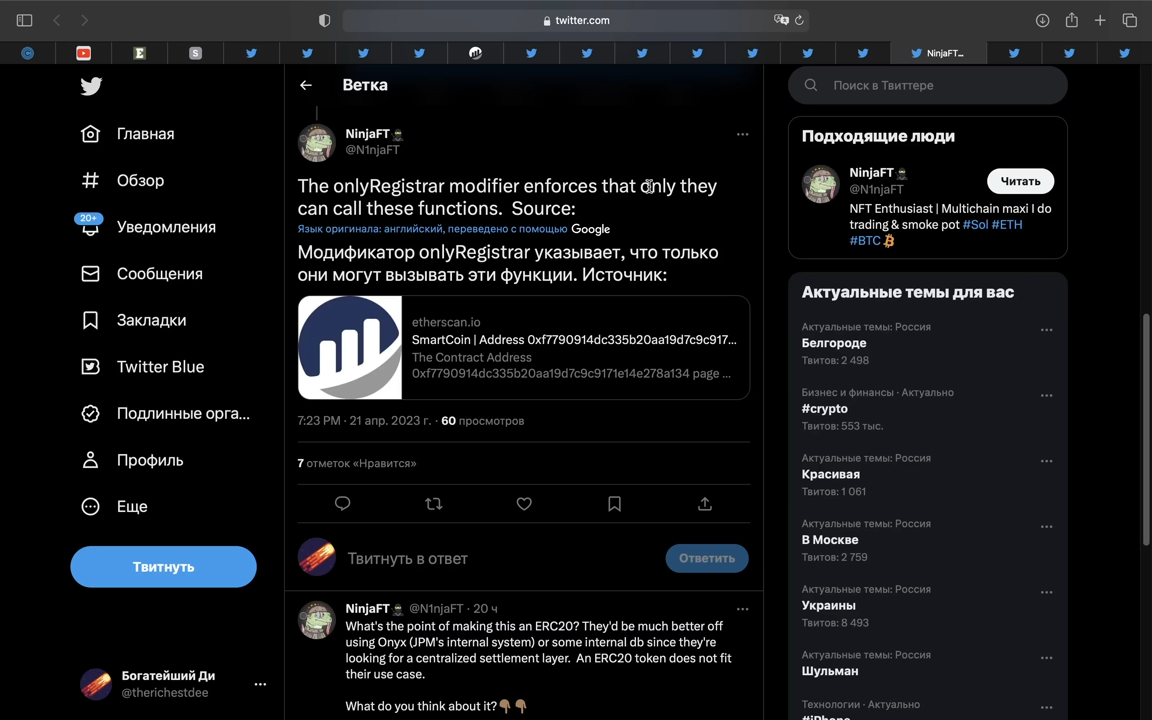 twitter.com
NinjaFT...
Главная
Обзор
20+
Уведомления
Сообщения
Закладки
Twitter Blue
Подлинные орга...
Профиль
Еще
Твитнуть
Богатейший Ди
@therichestdee
Ветка
NinjaFT
@N1njaFT
The onlyRegistrar modifier enforces that only they
can call these functions. Source:
Язык оригинала: английский, переведено с помощью Google
Модификатор onlyRegistrar указывает, что только
они могут вызывать эти функции. Источник:
etherscan.io
SmartCoin | Address 0xf7790914dc335b20aa19d7c9c917...
The Contract Address
0xf7790914dc335b20aa19d7c9c9171e14e278a134 page ...
7:23 PM · 21 апр. 2023 г. · 60 просмотров
7 отметок «Нравится»
Твитнуть в ответ
Ответить
NinjaFT @N1njaFT · 20 ч
What's the point of making this an ERC20? They'd be much better off
using Onyx (JPM's internal system) or some internal db since they're
looking for a centralized settlement layer. An ERC20 token does not fit
their use case.
What do you think about it?
Поиск в Твиттере
Подходящие люди
NinjaFT
@N1njaFT
Читать
NFT Enthusiast | Multichain maxi I do
trading & smoke pot #Sol #ETH
#BTC
Актуальные темы для вас
Актуальные темы: Россия
Белгороде
Твитов: 2 498
Бизнес и финансы · Актуально
#crypto
Твитов: 553 тыс.
Актуальные темы: Россия
Красивая
Твитов: 1 061
Актуальные темы: Россия
В Москве
Твитов: 2 759
Актуальные темы: Россия
Украины
Твитов: 8 493
Актуальные темы: Россия
Шульман
Технологии · Актуально
#iPhone